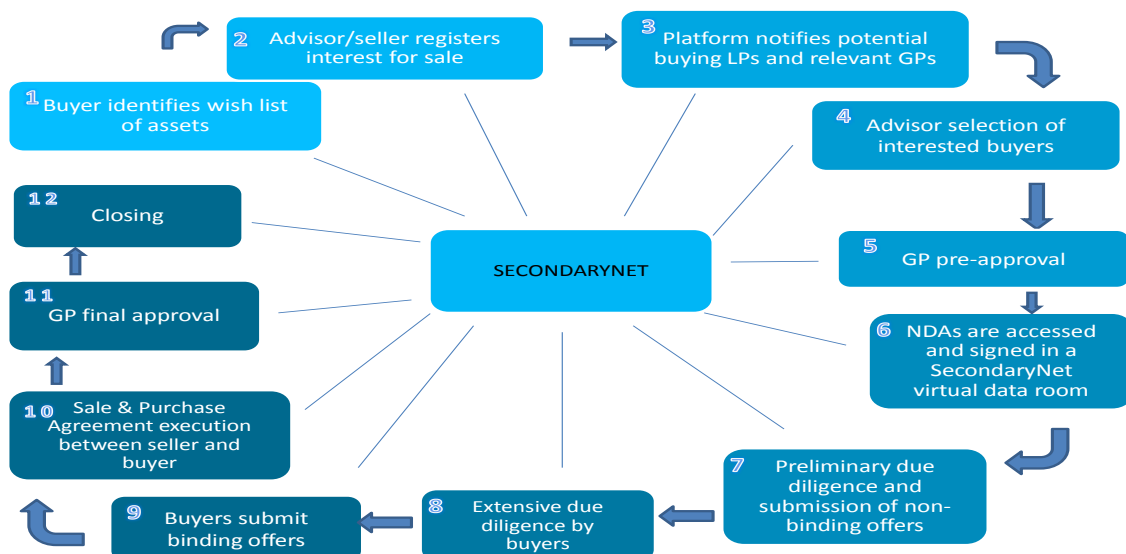 1 Buyer identifies wish list
of assets
2 Advisor/seller registers
interest for sale
3 Platform notifies potential
buying LPs and relevant GPs
4 Advisor selection of
interested buyers
5 GP pre-approval
6 NDAs are accessed
and signed in a
SecondaryNet
virtual data room
7 Preliminary due
diligence and
submission of non-
binding offers
8 Extensive due
diligence by
buyers
9 Buyers submit
binding offers
10 Sale & Purchase
Agreement execution
between seller and
buyer
11
GP final approval
12
Closing
SECONDARYNET